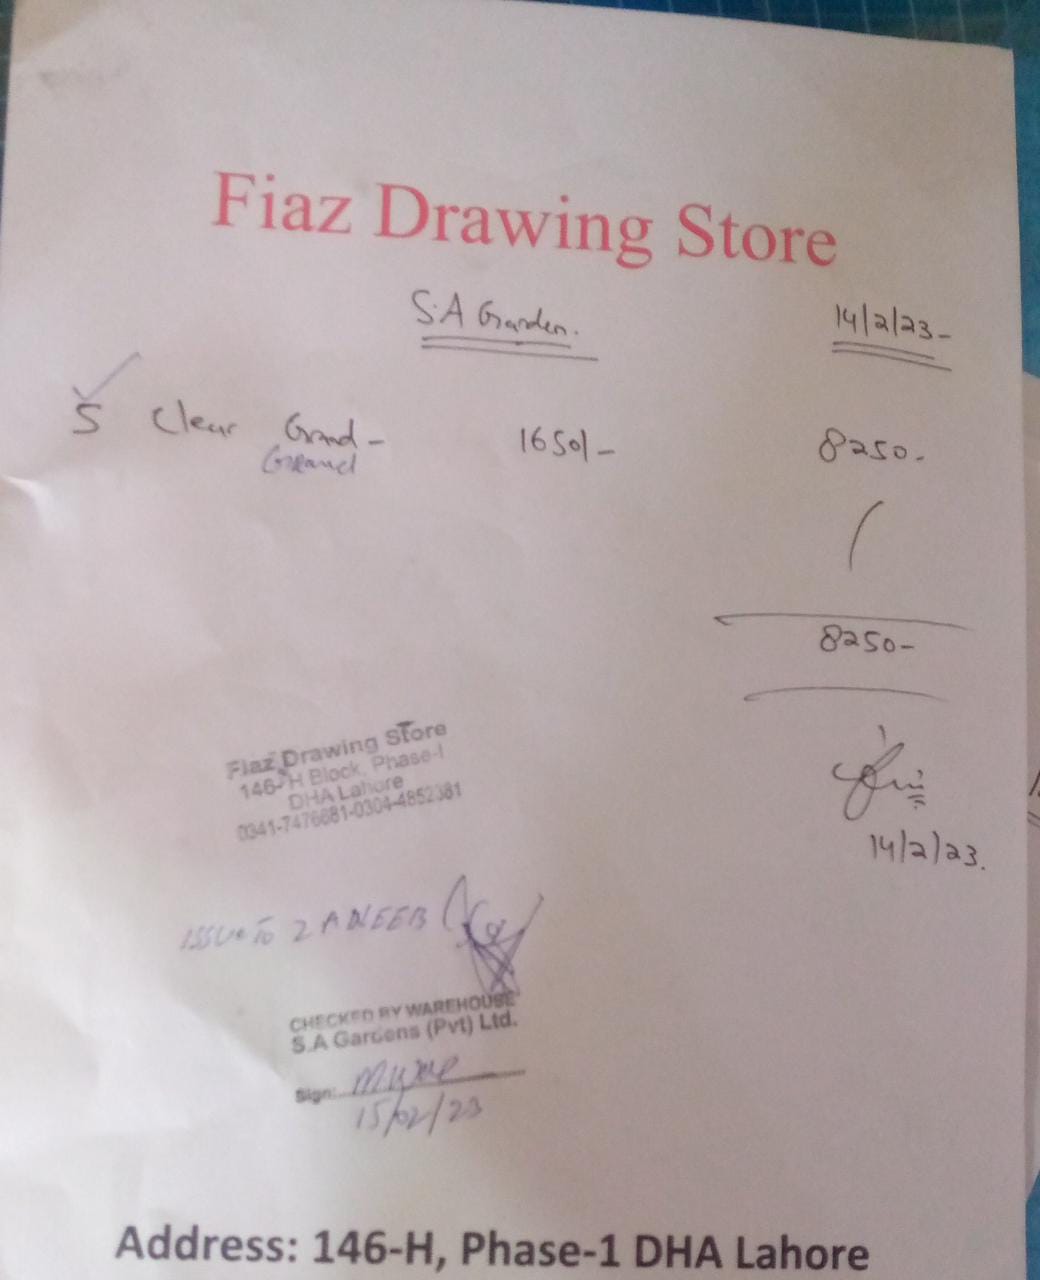 Fiaz Drawing Store
S.A Garden. 14/2/23-
5 Clear Grand- 1650/- 8250-
Grand
8250-
14/2/23.
Fiaz Drawing Store
146-H Block, Phase-I
DHA Lahore
0341-7476681-0304-4852381
ISSUE TO ZANEEB
CHECKED BY WAREHOUSE
S.A Gardens (Pvt) Ltd.
Sign:
15/02/23
Address: 146-H, Phase-1 DHA Lahore